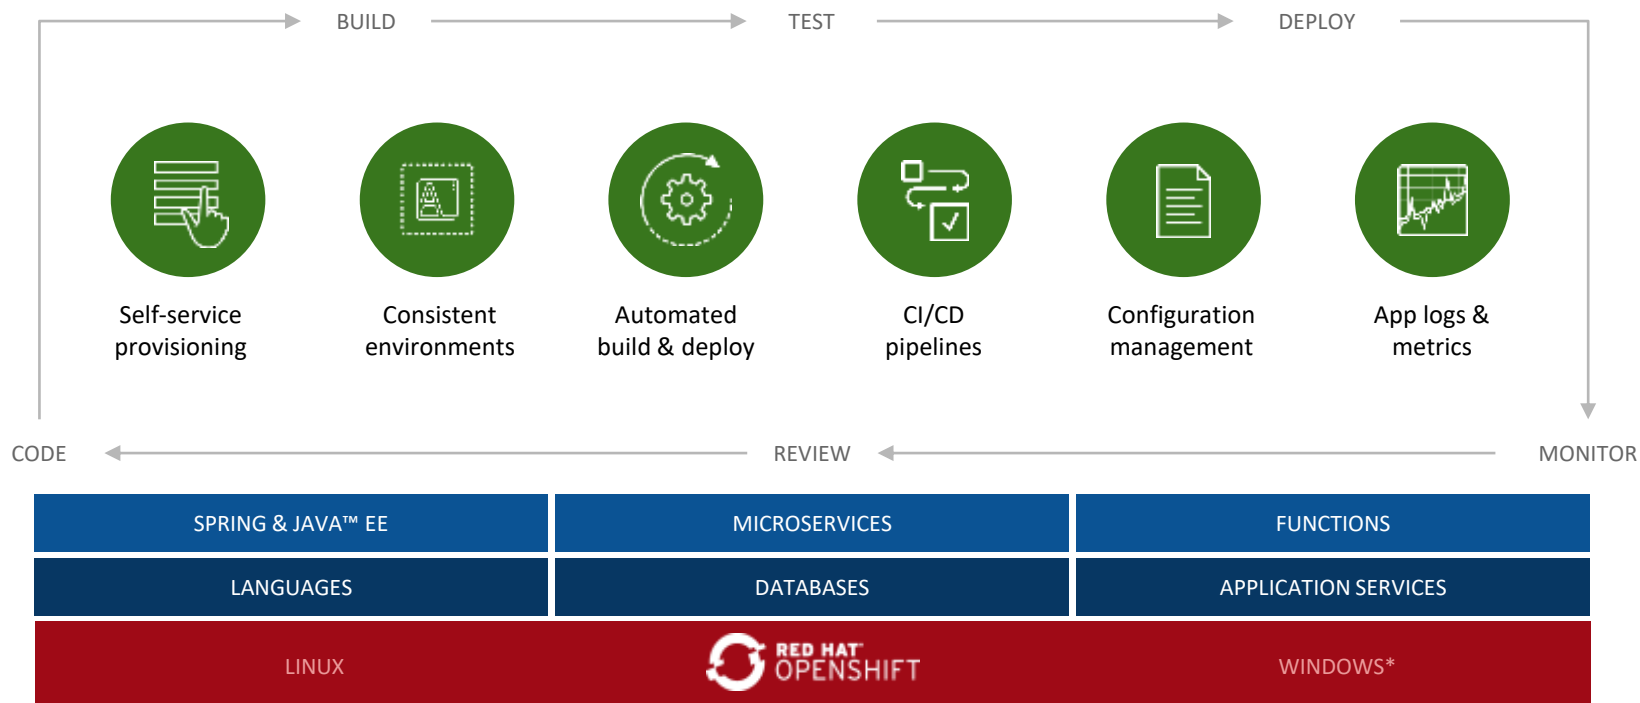 BUILD
TEST
DEPLOY
Self-service
provisioning
Consistent
environments
Automated
build & deploy
CI/CD
pipelines
Configuration
management
App logs &
metrics
CODE
REVIEW
MONITOR
SPRING & JAVA™ EE
MICROSERVICES
FUNCTIONS
LANGUAGES
DATABASES
APPLICATION SERVICES
LINUX
RED HAT
OPENSHIFT
WINDOWS*